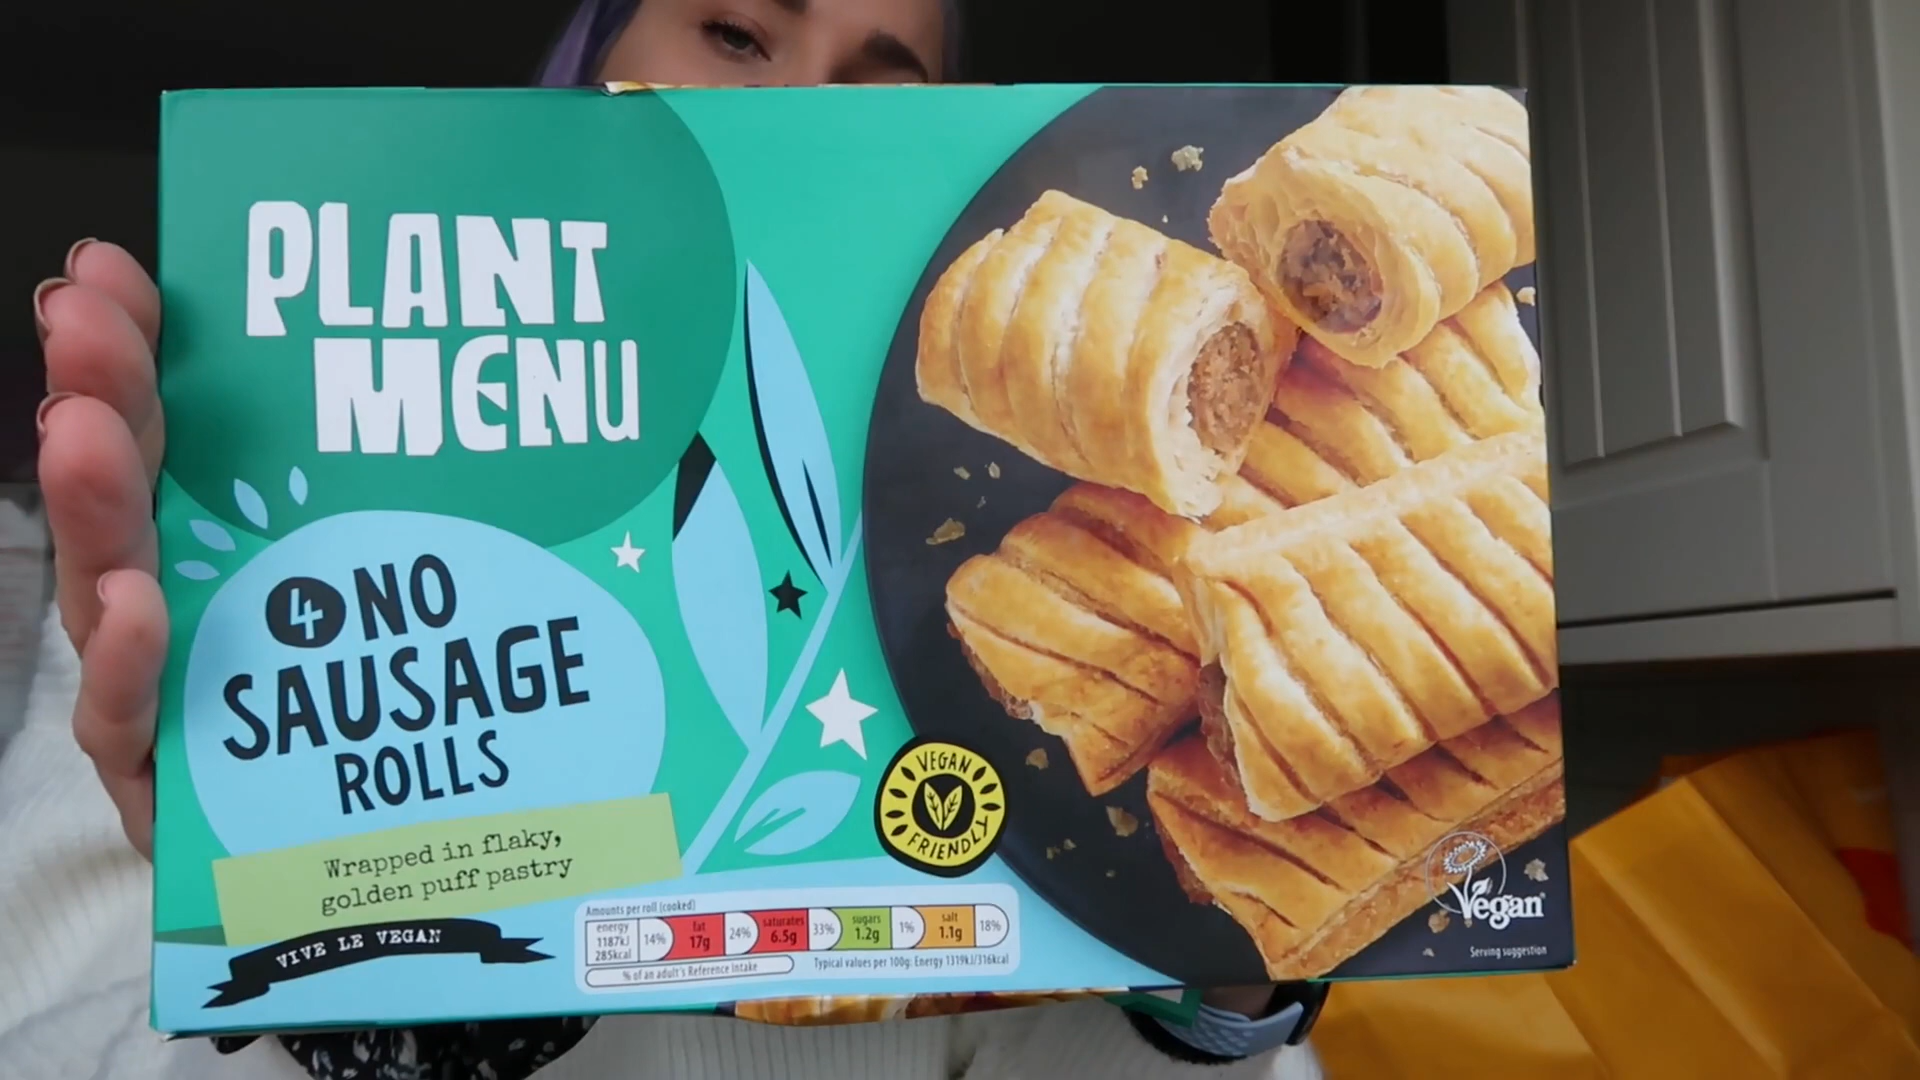 PLANT
MENU
4 NO
SAUSAGE
ROLLS
Wrapped in flaky,
golden puff pastry
VIVE LE VEGAN
VEGAN
FRIENDLY
Amounts per roll (cooked)
energy
1187kJ
285kcal
14%
fat
17g
24%
saturates
6.5g
33%
sugars
1.2g
1%
salt
1.1g
18%
% of an adult's Reference Intake
Typical values per 100g: Energy 1319kJ/316kcal
Vegan
Serving suggestion